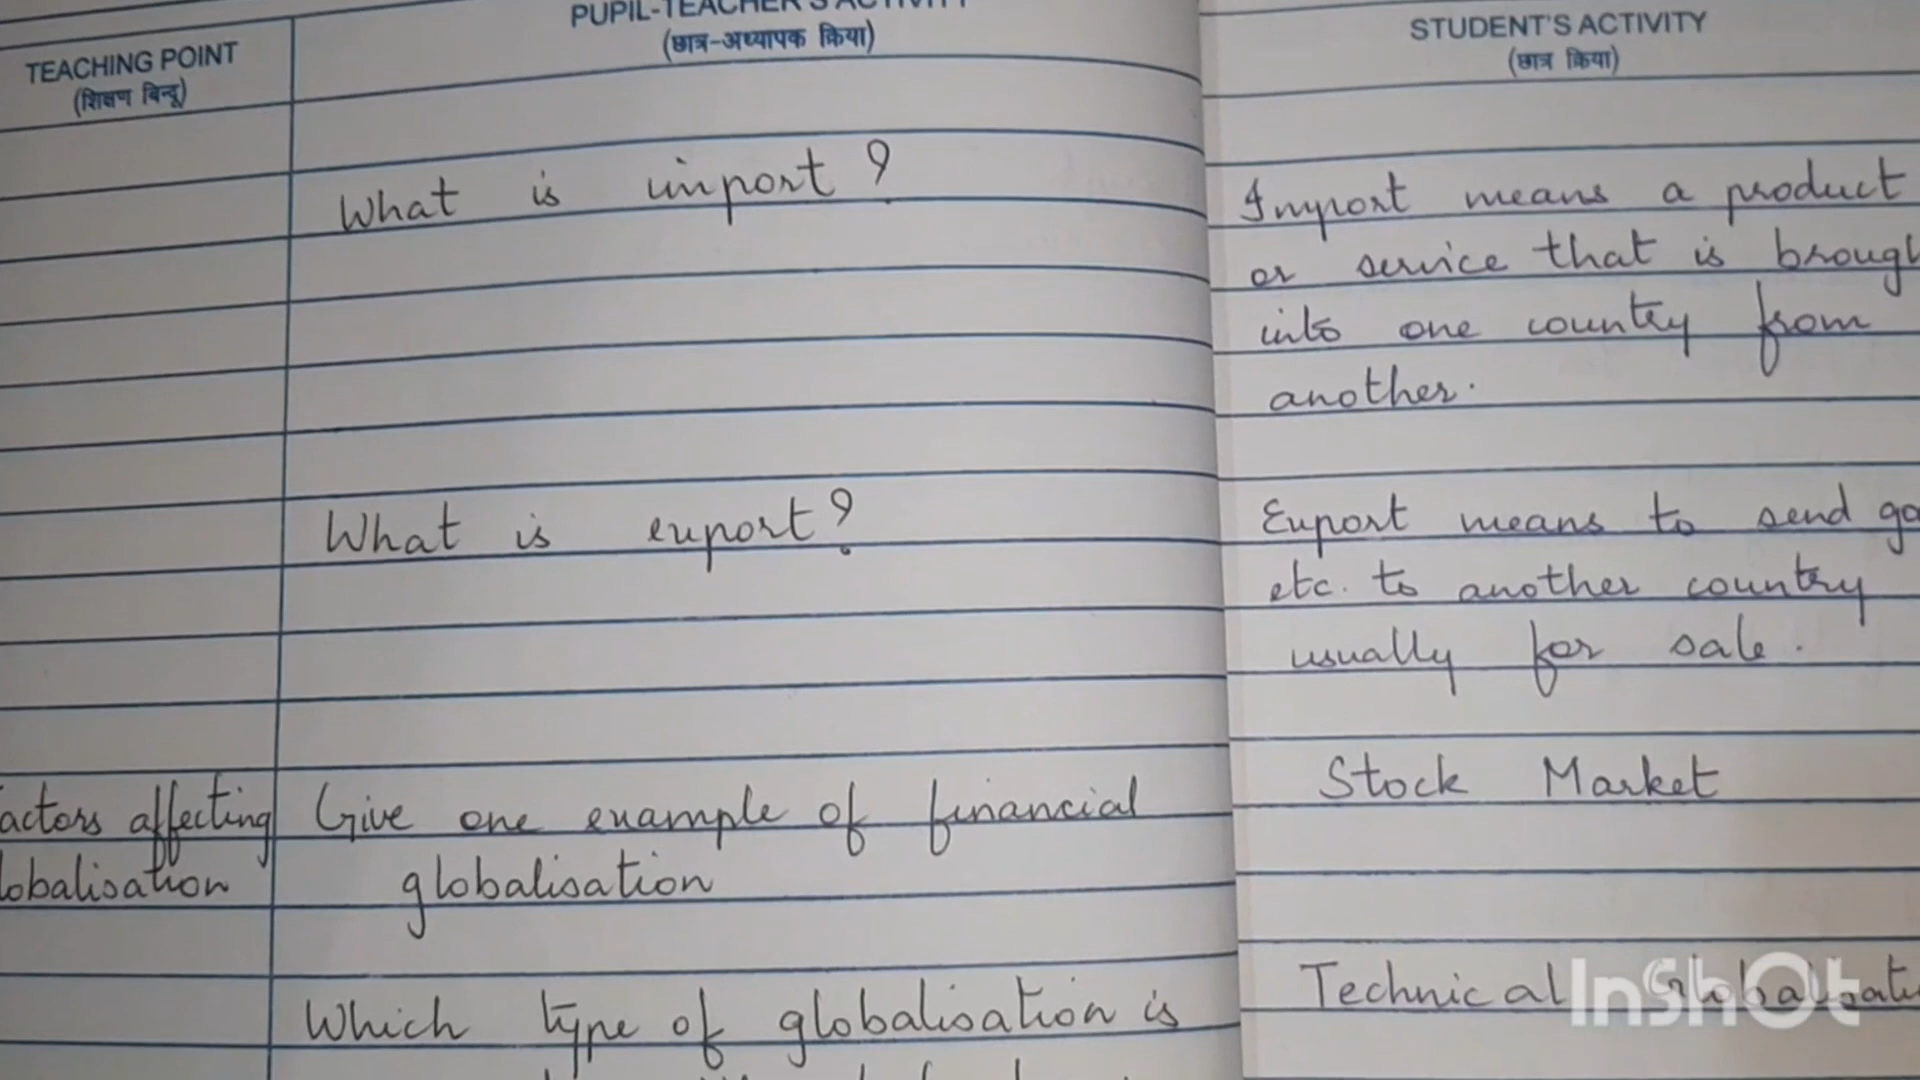 TEACHING POINT
(शिक्षण बिन्दू)
PUPIL-TEACHER'S ACTIVITY
(छात्र-अध्यापक क्रिया)
STUDENT'S ACTIVITY
(छात्र क्रिया)
What is import?
Import means a product
or service that is brough
into one country from
another.
What is export?
Export means to send go
etc. to another country
usually for sale.
actors affecting
lobalisation
Give one example of financial
globalisation
Stock Market
Which type of globalisation is
Technical
InShOt